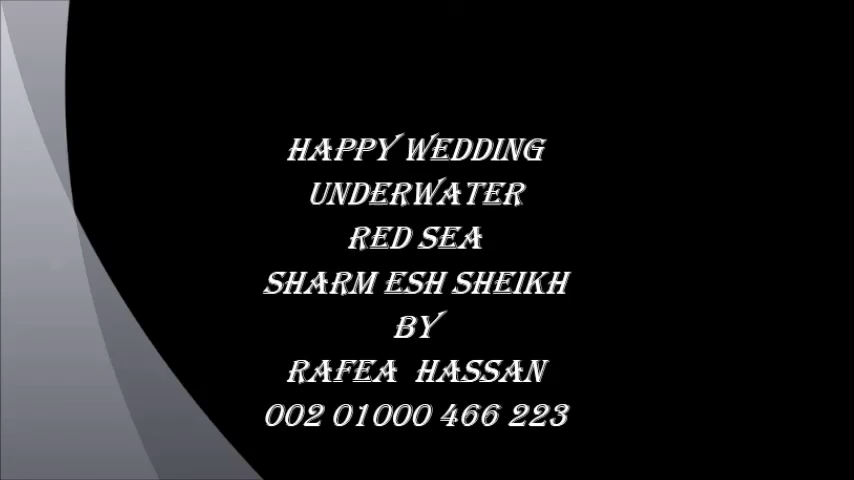 HAPPY WEDDING
UNDERWATER
RED SEA
SHARM ESH SHEIKH
BY
RAFEA HASSAN
002 01000 466 223